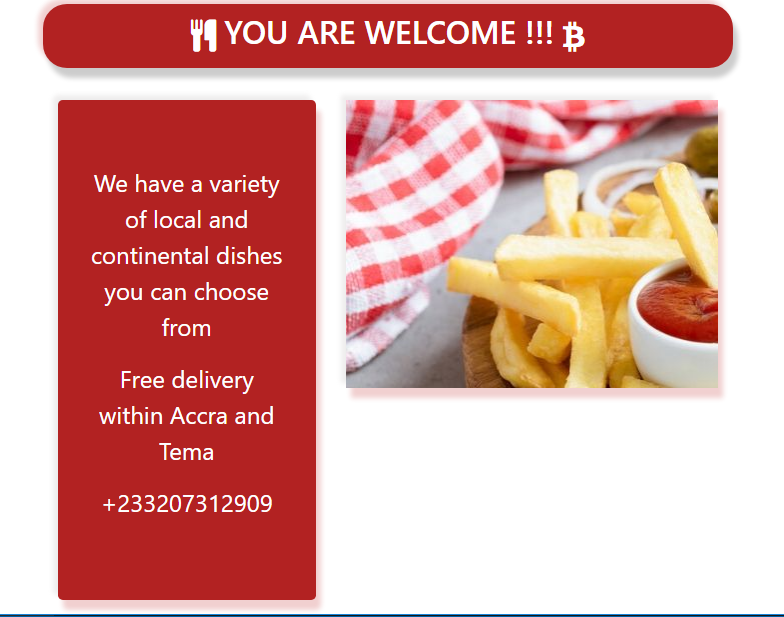 YOU ARE WELCOME !!!
We have a variety
of local and
continental dishes
you can choose
from
Free delivery
within Accra and
Tema
+233207312909